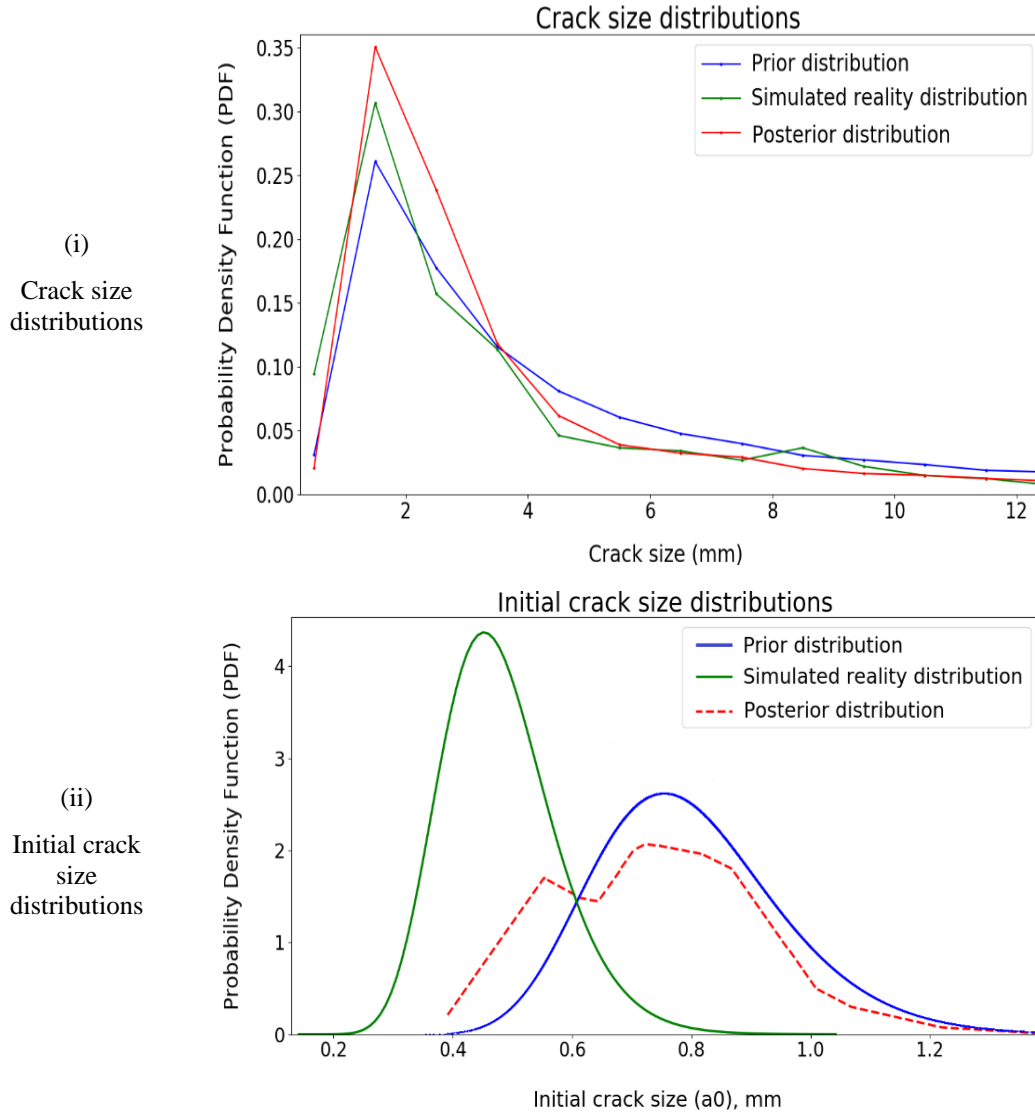 Crack size distributions
Probability Density Function (PDF)
0.35
0.30
0.25
0.20
0.15
0.10
0.05
0.00
Prior distribution
Simulated reality distribution
Posterior distribution
2 4 6 8 10 12
Crack size (mm)
(i)
Crack size
distributions
Initial crack size distributions
Probability Density Function (PDF)
4
3
2
1
0
Prior distribution
Simulated reality distribution
Posterior distribution
0.2 0.4 0.6 0.8 1.0 1.2
Initial crack size (a0), mm
(ii)
Initial crack
size
distributions